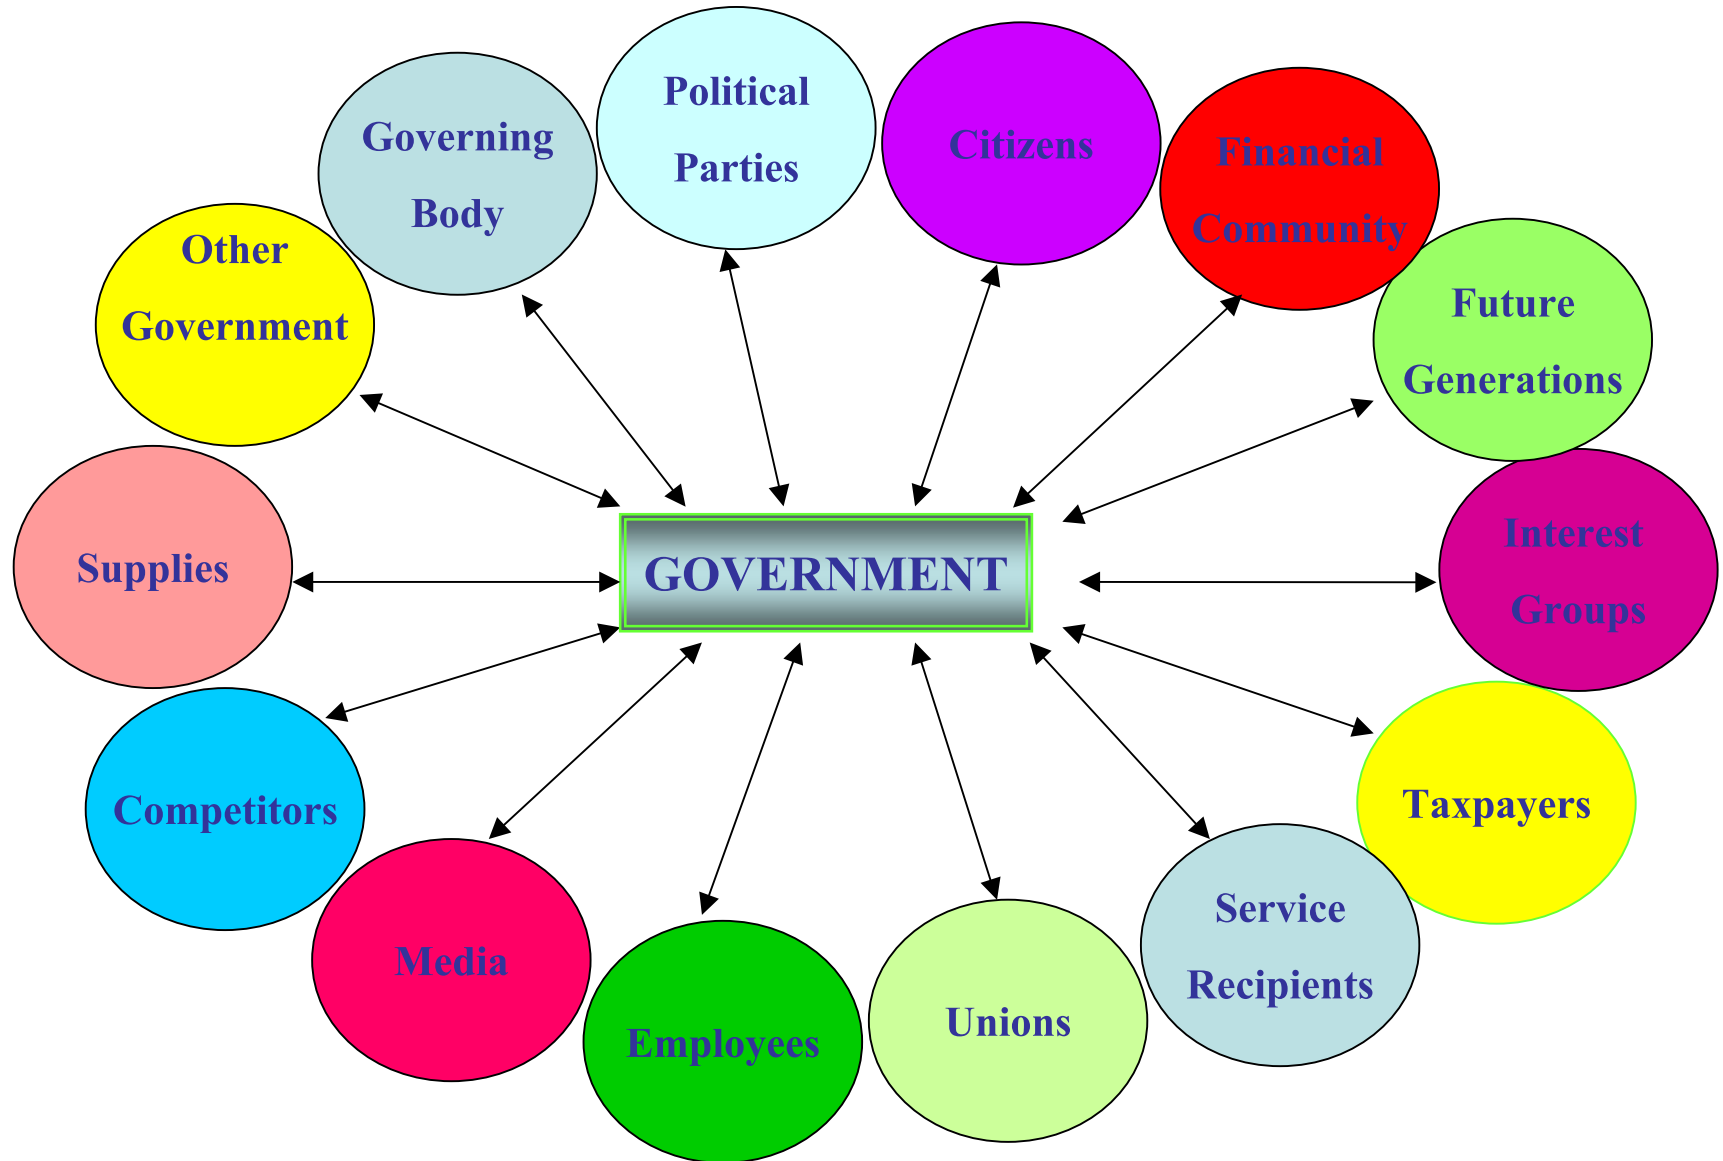 Political
Parties
Citizens
Governing
Body
Financial
Community
Other
Government
Future
Generations
Supplies
GOVERNMENT
Interest
Groups
Competitors
Taxpayers
Media
Service
Recipients
Employees
Unions